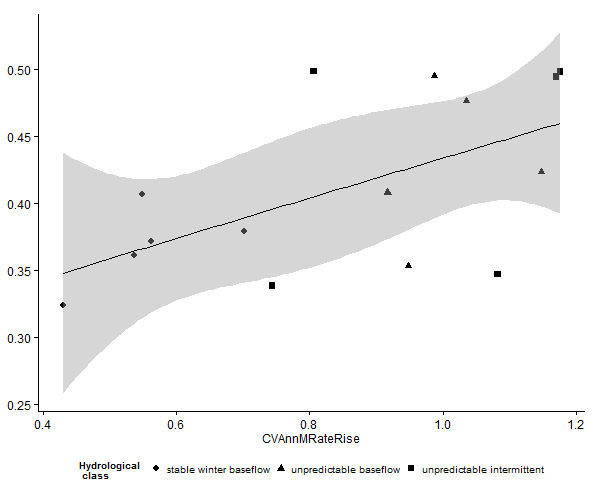 0.50
0.45
0.40
0.35
0.30
0.25
0.4 0.6 0.8 1.0 1.2
CVAnnMRateRise
Hydrological
class
stable winter baseflow unpredictable baseflow unpredictable intermittent